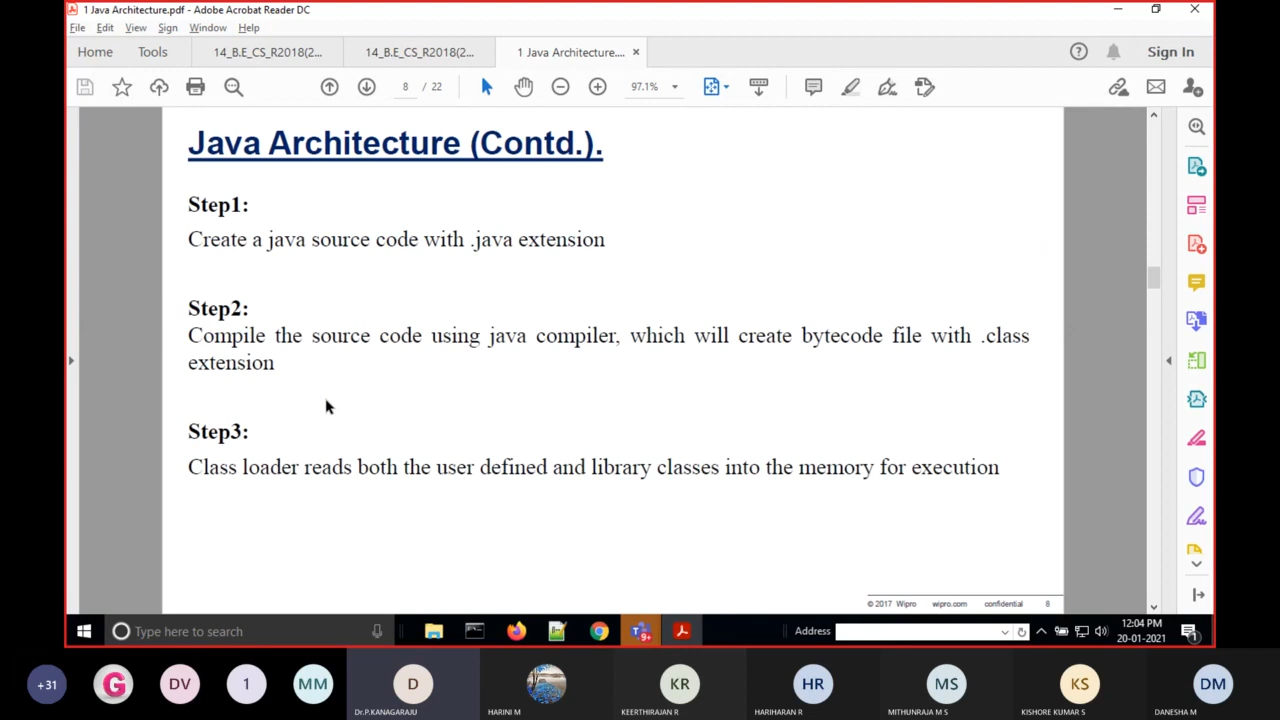 1 Java Architecture.pdf - Adobe Acrobat Reader DC
File Edit View Sign Window Help
Home Tools 14_B.E_CS_R2018(2... 14_B.E_CS_R2018(2... 1 Java Architecture.... × Sign In
8 / 22 97.1%
Java Architecture (Contd.).
Step1:
Create a java source code with .java extension
Step2:
Compile the source code using java compiler, which will create bytecode file with .class
extension
Step3:
Class loader reads both the user defined and library classes into the memory for execution
© 2017 Wipro wipro.com confidential 8
Type here to search 9+ Address 12:04 PM
20-01-2021 1
+31 G DV 1 MM D KR HR MS KS DM
Dr.P.KANAGARAJU HARINI M KEERTHIRAJAN R HARIHARAN R MITHUNRAJA M S KISHORE KUMAR S DANESHA M